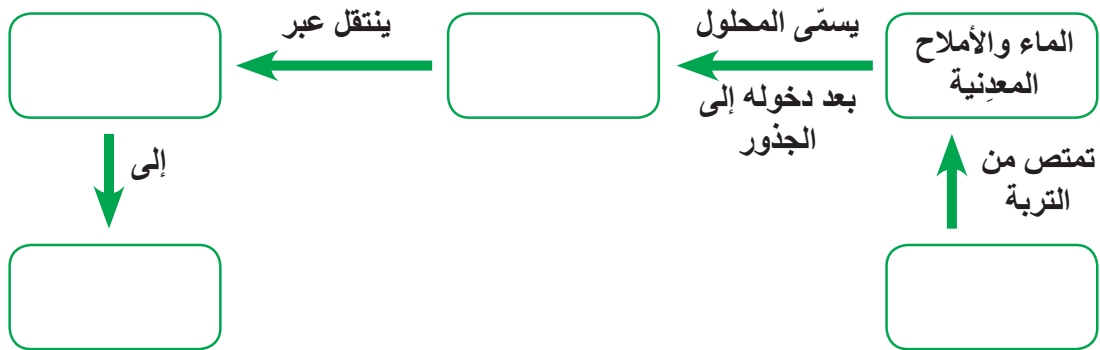 الماء والأملاح
المعدِنية
يسمّى المحلول
بعد دخوله إلى
الجذور
ينتقل عبر
تمتص من
التربة
إلى